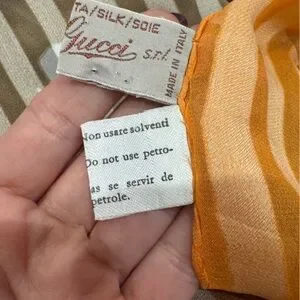 TA/SILK/SOIE
Gucci S.r.l.
MADE IN ITALY
Non usare solventi
Do not use petro-
as se servir de
petrole.